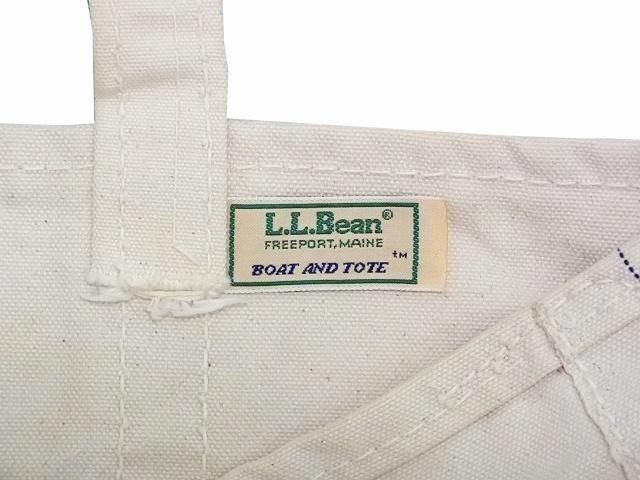 L.L.Bean®
FREEPORT, MAINE
BOAT AND TOTE™